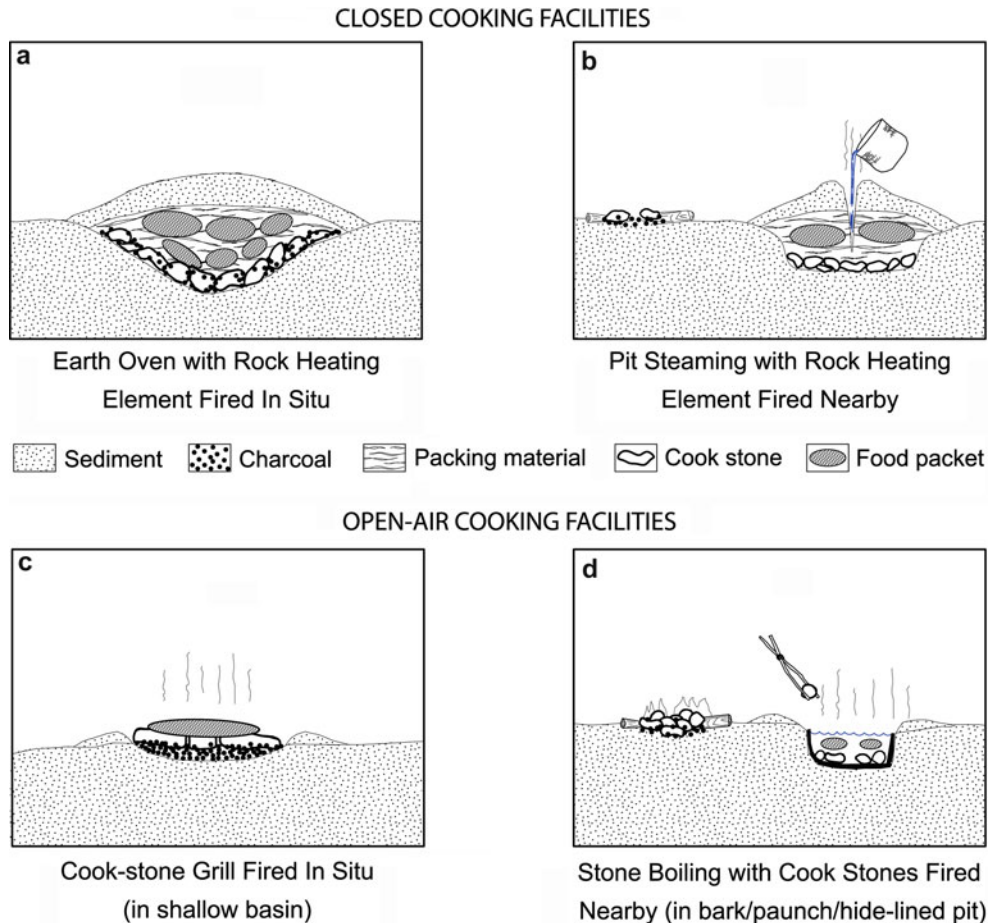 CLOSED COOKING FACILITIES
a
b
Earth Oven with Rock Heating
Element Fired In Situ
Pit Steaming with Rock Heating
Element Fired Nearby
Sediment Charcoal Packing material Cook stone Food packet
OPEN-AIR COOKING FACILITIES
c
d
Cook-stone Grill Fired In Situ
(in shallow basin)
Stone Boiling with Cook Stones Fired
Nearby (in bark/paunch/hide-lined pit)